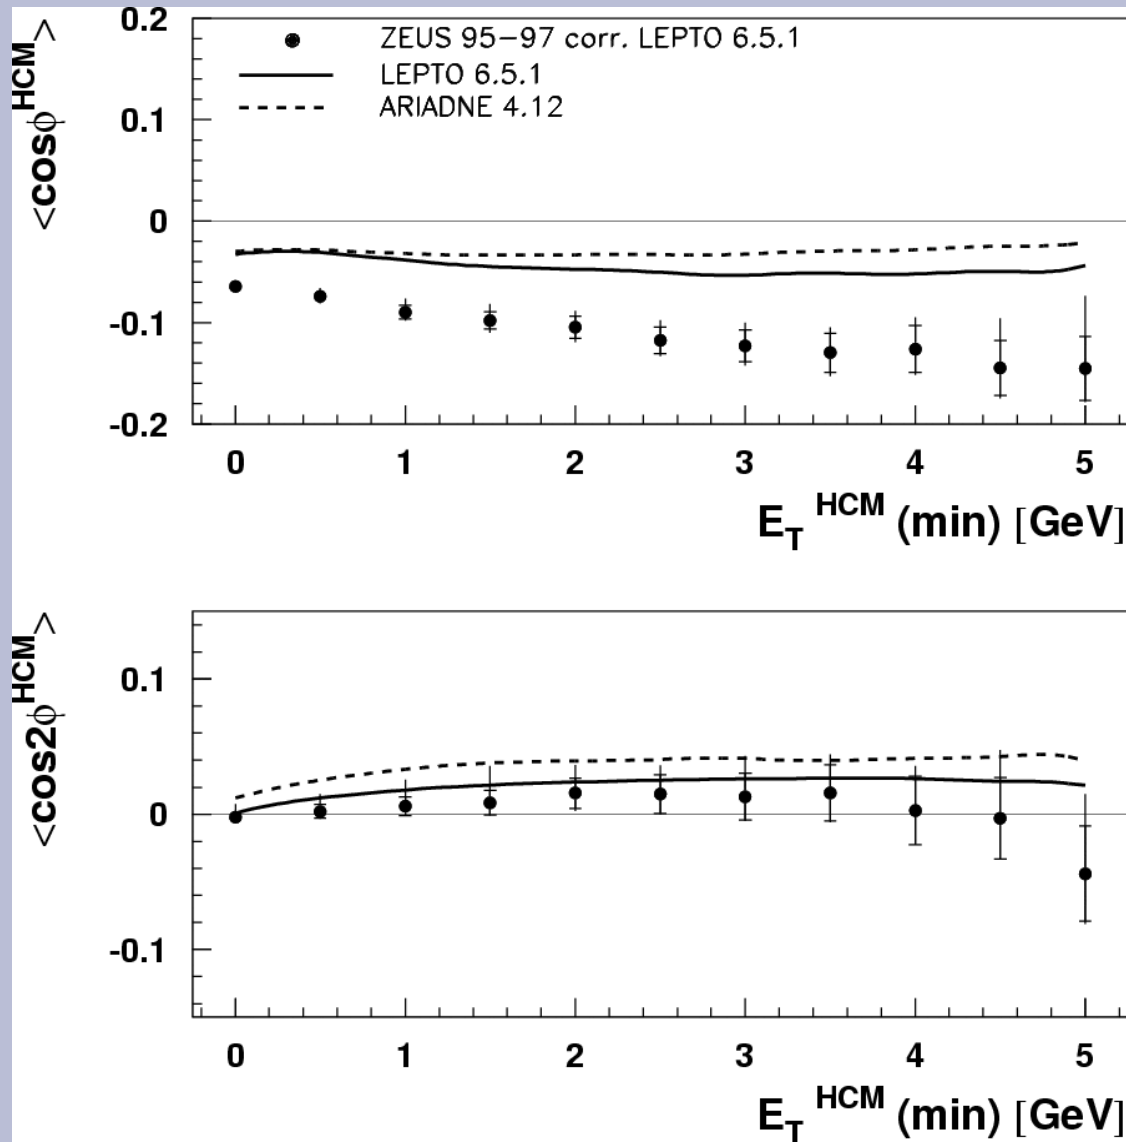 ZEUS 95-97 corr. LEPTO 6.5.1
LEPTO 6.5.1
ARIADNE 4.12
<cosϕ^HCM>
0.2
0.1
0
-0.1
-0.2
0 1 2 3 4 5
E_T ^HCM (min) [GeV]
<cos2ϕ^HCM>
0.1
0
-0.1
0 1 2 3 4 5
E_T ^HCM (min) [GeV]